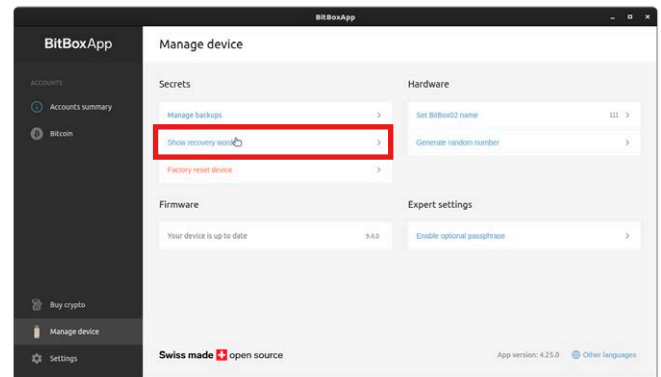 BitBoxApp
BitBoxApp
Manage device
ACCOUNTS
Accounts summary
Bitcoin
Buy crypto
Manage device
Settings
Secrets
Manage backups
Show recovery words
Factory reset device
Hardware
Set BitBox02 name 111
Generate random number
Firmware
Your device is up to date 9.4.0
Expert settings
Enable optional passphrase
Swiss made open source
App version: 4.25.0 Other languages